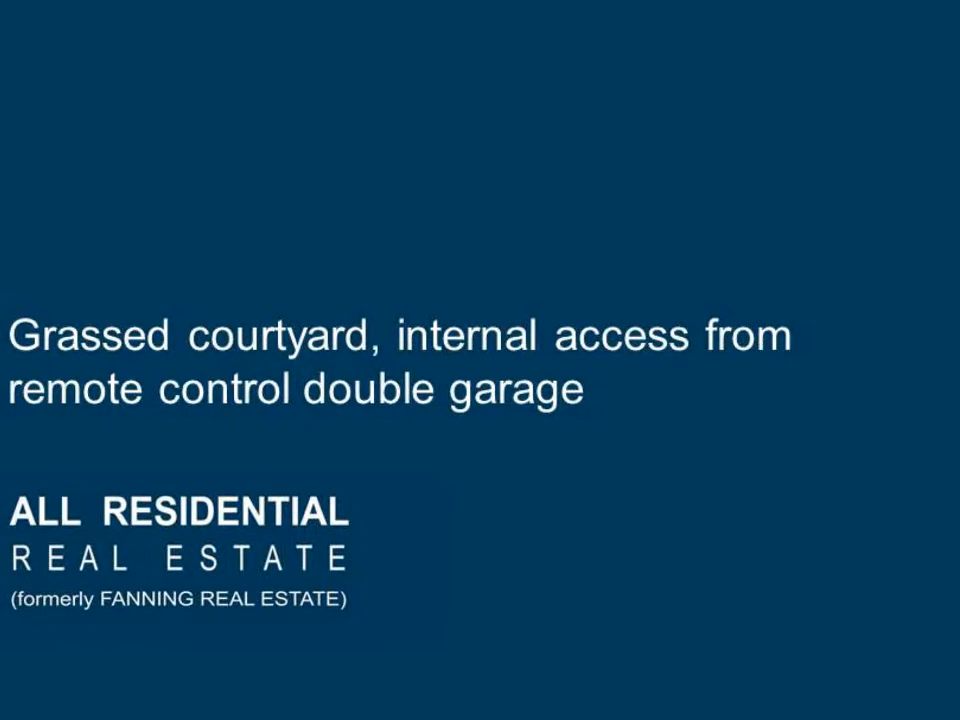 Grassed courtyard, internal access from
remote control double garage
ALL RESIDENTIAL
REAL ESTATE
(formerly FANNING REAL ESTATE)